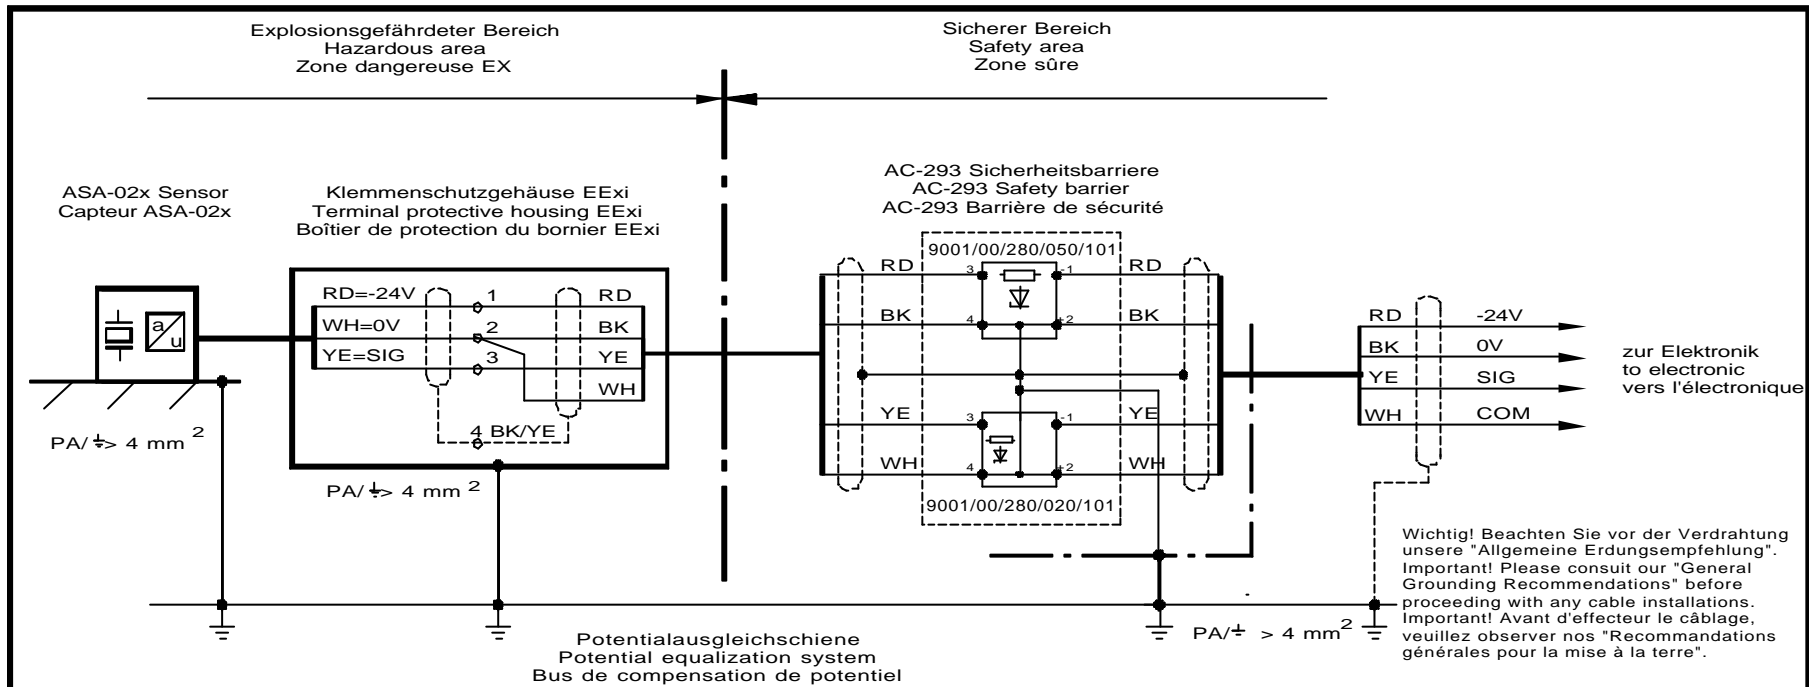 Explosionsgefährdeter Bereich
Hazardous area
Zone dangereuse EX
Sicherer Bereich
Safety area
Zone sûre
ASA-02x Sensor
Capteur ASA-02x
Klemmenschutzgehäuse EExi
Terminal protective housing EExi
Boîtier de protection du bornier EExi
AC-293 Sicherheitsbarriere
AC-293 Safety barrier
AC-293 Barrière de sécurité
a
u
RD=-24V
WH=0V
YE=SIG
1
2
3
RD
BK
YE
WH
4 BK/YE
PA/ > 4 mm 2
PA/ > 4 mm 2
9001/00/280/050/101
RD
3
-1
RD
BK
4
+2
BK
YE
3
-1
YE
WH
4
+2
WH
9001/00/280/020/101
RD -24V
BK 0V
YE SIG
WH COM
zur Elektronik
to electronic
vers l'électronique
Wichtig! Beachten Sie vor der Verdrahtung
unsere "Allgemeine Erdungsempfehlung".
Important! Please consuit our "General
Grounding Recommendations" before
proceeding with any cable installations.
Important! Avant d'effecteur le câblage,
veuillez observer nos "Recommandations
générales pour la mise à la terre".
PA/ > 4 mm 2
Potentialausgleichschiene
Potential equalization system
Bus de compensation de potentiel